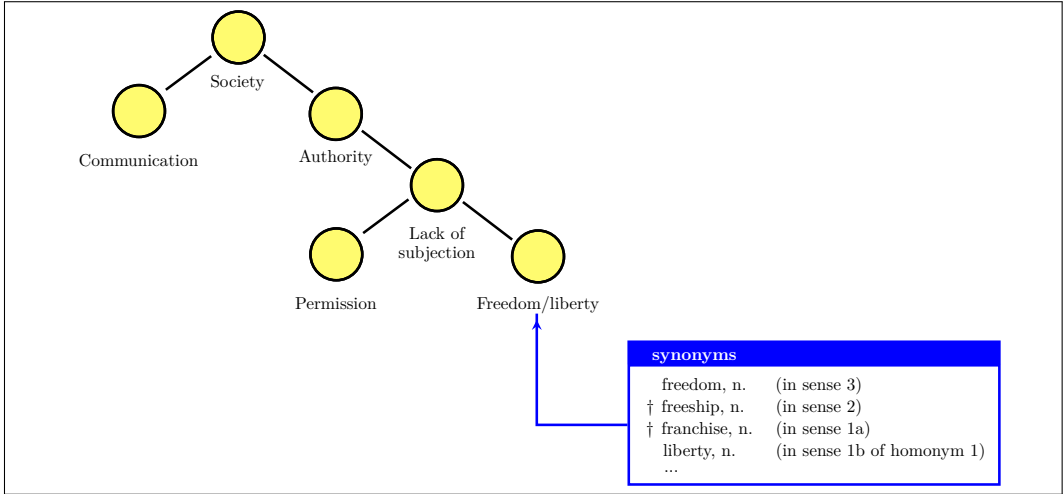 Society
Communication
Authority
Lack of
subjection
Permission
Freedom/liberty
synonyms
freedom, n. (in sense 3)
† freeship, n. (in sense 2)
† franchise, n. (in sense 1a)
liberty, n. (in sense 1b of homonym 1)
...